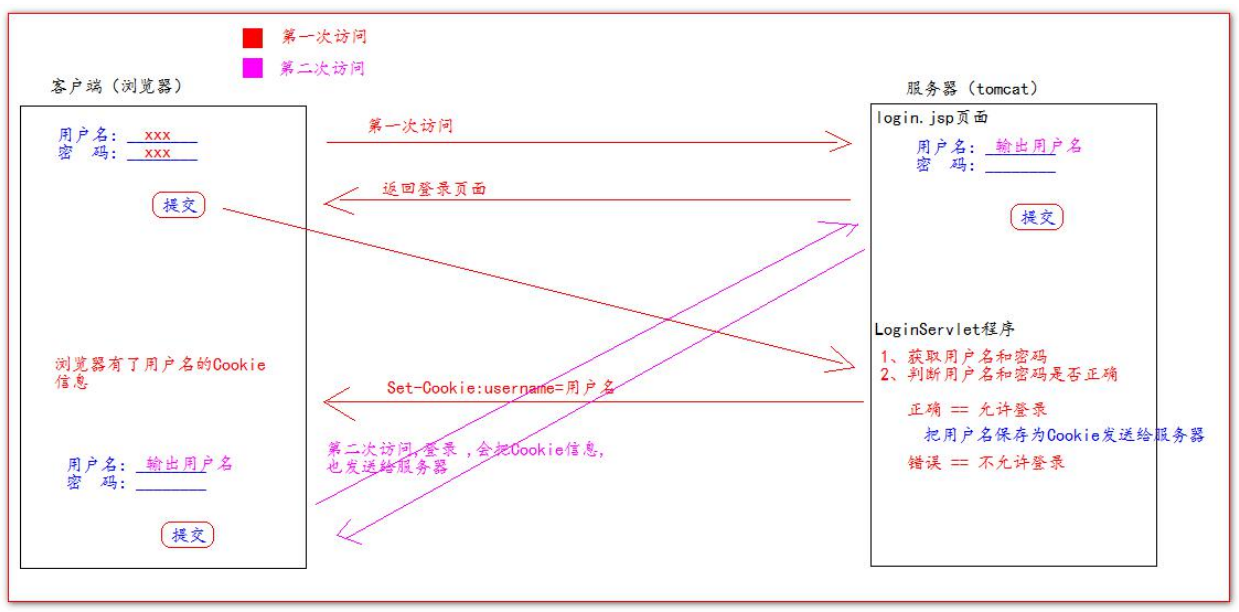 第一次访问
第二次访问
客户端（浏览器）
用户名： xxx
密 码： xxx
提交
浏览器有了用户名的Cookie
信息
用户名： 输出用户名
密 码：
提交
第一次访问
返回登录页面
Set-Cookie:username=用户名
第二次访问,登录 ,会把Cookie信息,
也发送给服务器
服务器（tomcat）
login.jsp页面
用户名： 输出用户名
密 码：
提交
LoginServlet程序
1、获取用户名和密码
2、判断用户名和密码是否正确
正确 == 允许登录
把用户名保存为Cookie发送给服务器
错误 == 不允许登录